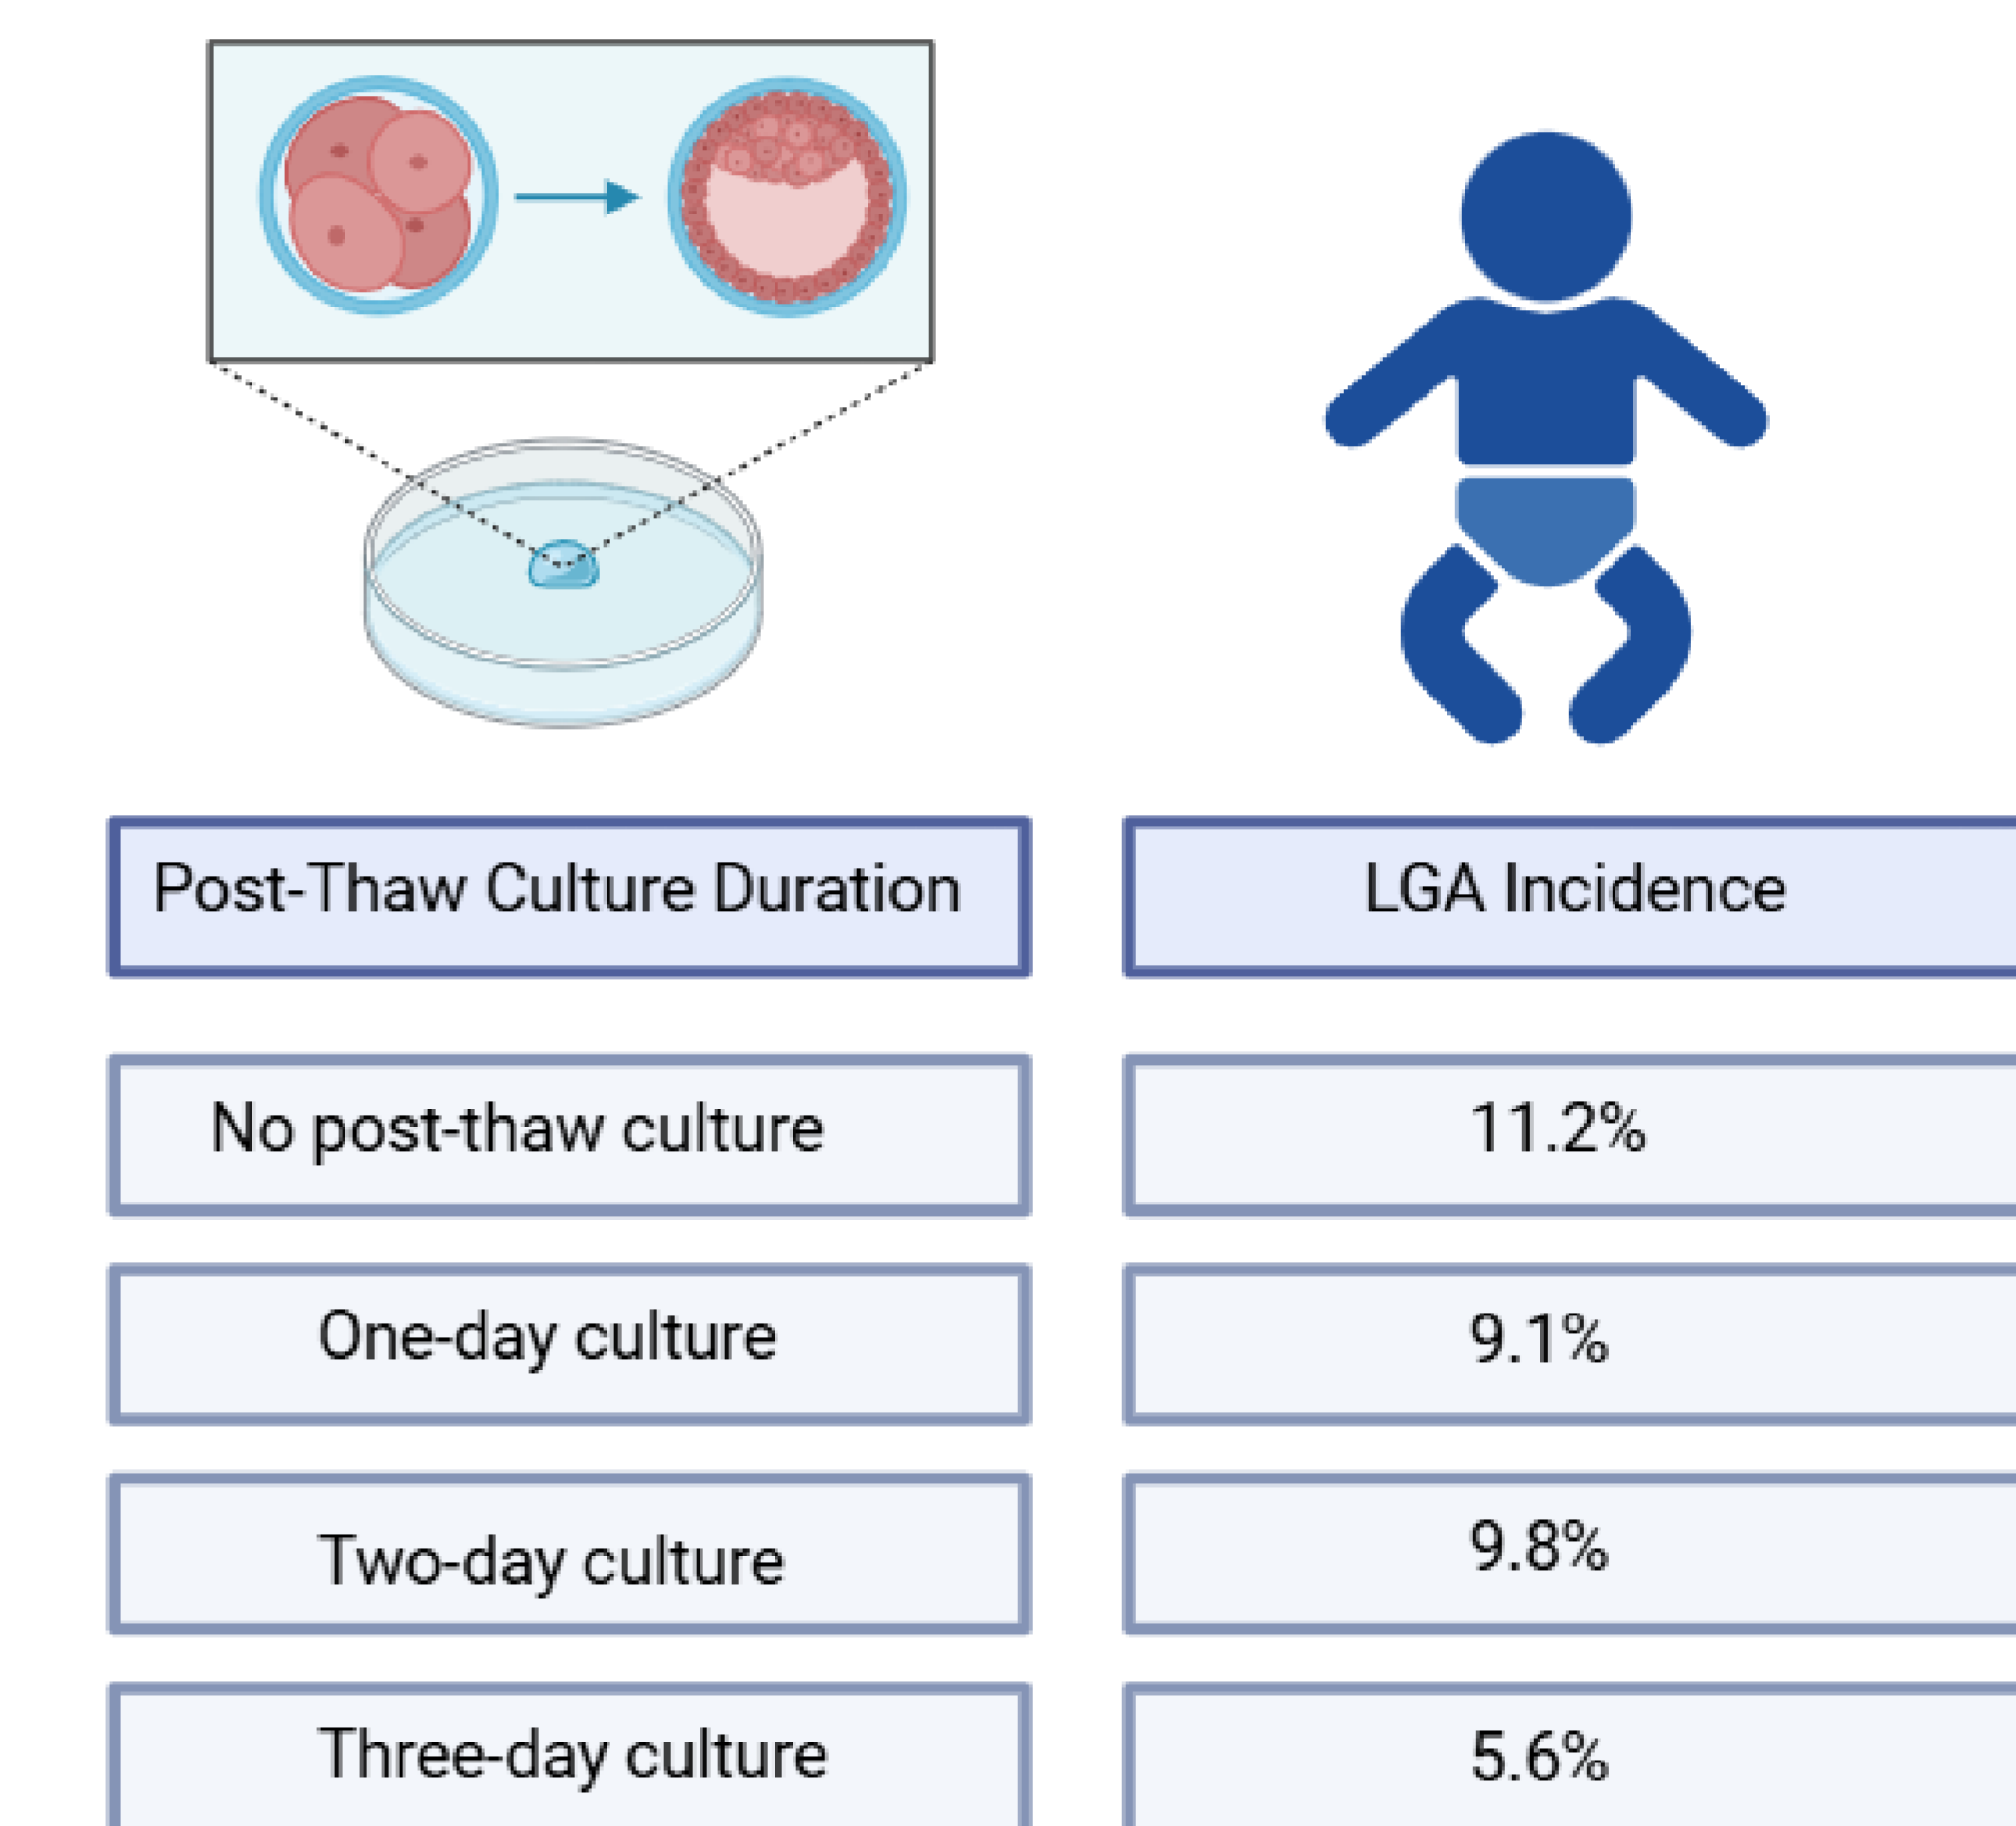 Post-Thaw Culture Duration
LGA Incidence
No post-thaw culture
11.2%
One-day culture
9.1%
Two-day culture
9.8%
Three-day culture
5.6%